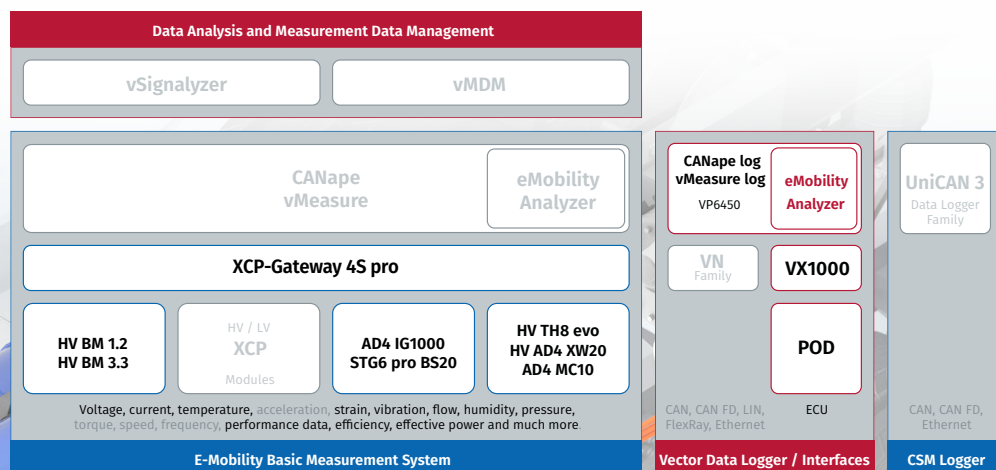 Data Analysis and Measurement Data Management
vSignalyzer
vMDM
CANape
vMeasure
eMobility
Analyzer
XCP-Gateway 4S pro
HV BM 1.2
HV BM 3.3
HV / LV
XCP
Modules
AD4 IG1000
STG6 pro BS20
HV TH8 evo
HV AD4 XW20
AD4 MC10
Voltage, current, temperature, acceleration, strain, vibration, flow, humidity, pressure,
torque, speed, frequency, performance data, efficiency, effective power and much more.
E-Mobility Basic Measurement System
CANape log
vMeasure log
VP6450
eMobility
Analyzer
VN
Family
VX1000
POD
CAN, CAN FD, LIN,
FlexRay, Ethernet
ECU
Vector Data Logger / Interfaces
UniCAN 3
Data Logger
Family
CAN, CAN FD,
Ethernet
CSM Logger